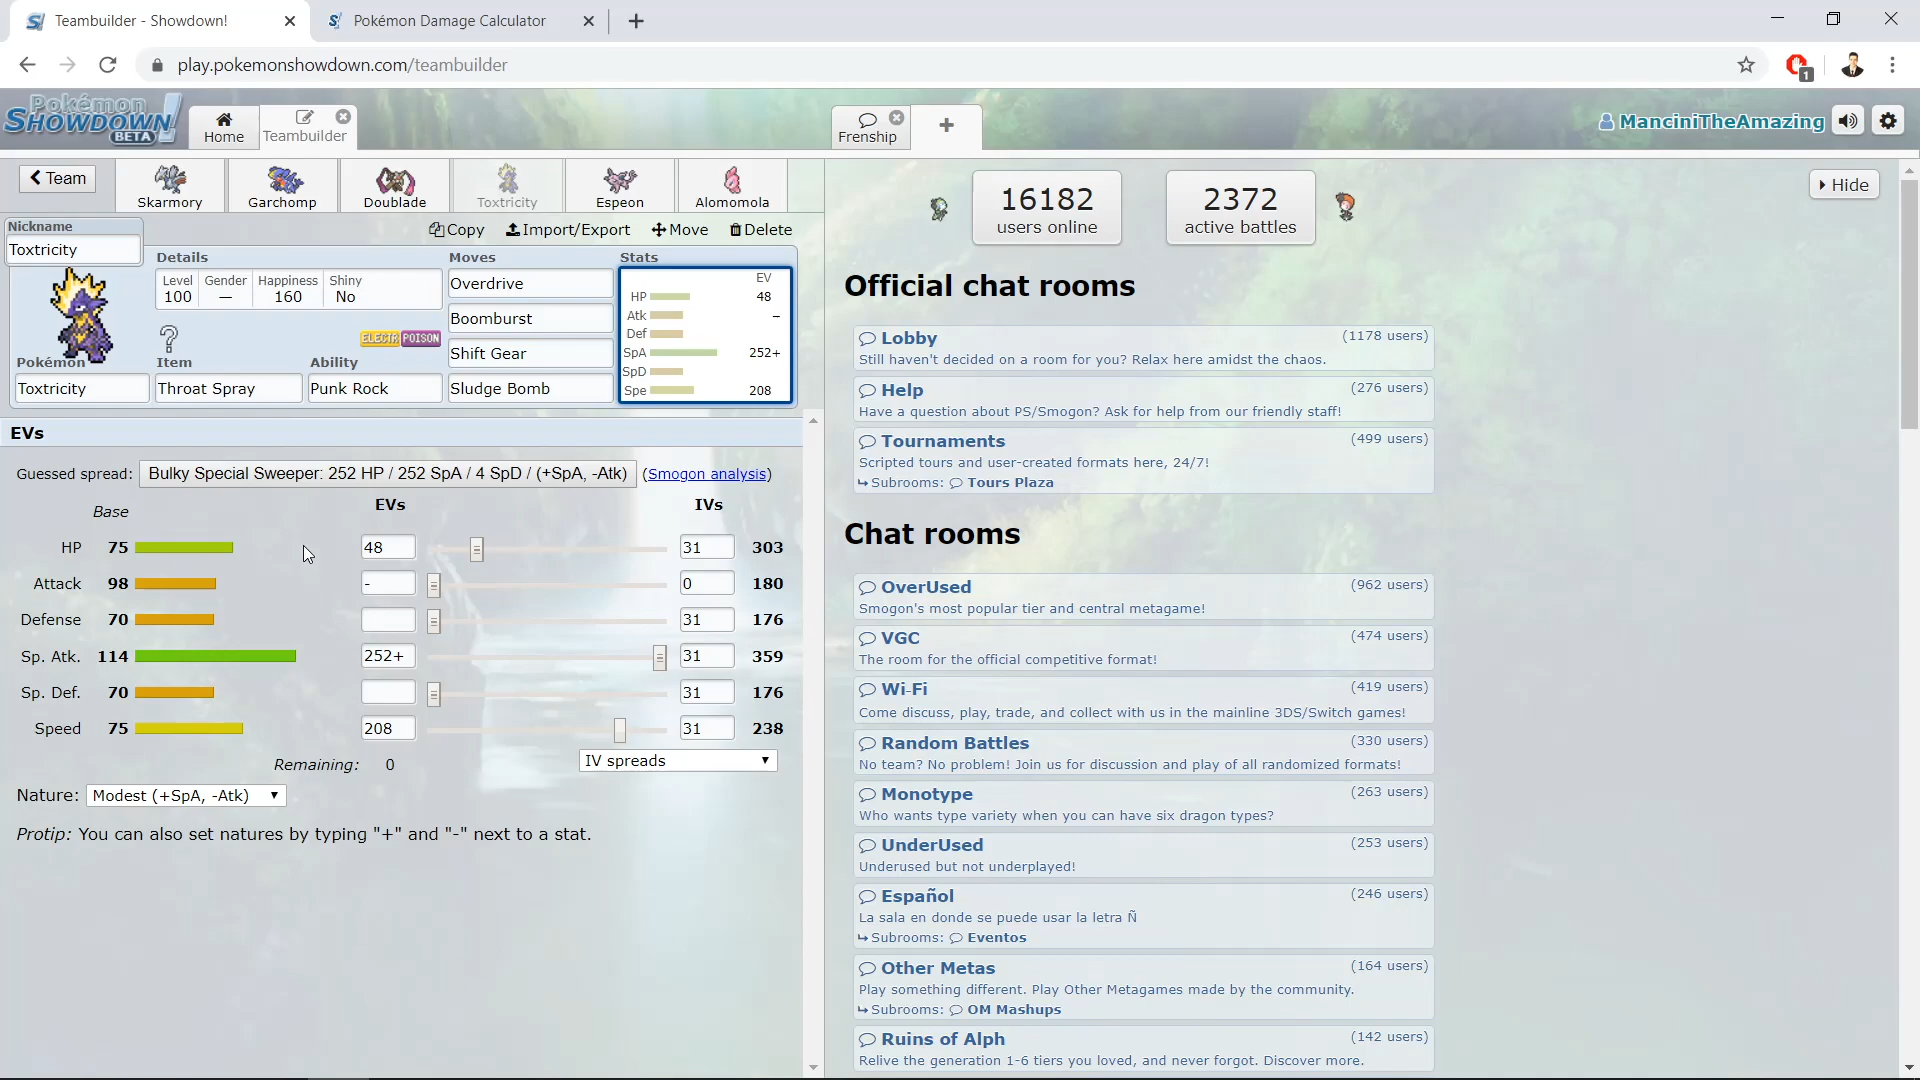 Teambuilder - Showdown!
Pokémon Damage Calculator
play.pokemonshowdown.com/teambuilder
1
Pokémon
SHOWDOWN!
BETA
Home
Teambuilder
Frenship
ManciniTheAmazing
Team
Skarmory
Garchomp
Doublade
Toxtricity
Espeon
Alomomola
16182
users online
2372
active battles
Hide
Copy
Import/Export
Move
Delete
Nickname
Toxtricity
Details
Level
100
Gender
—
Happiness
160
Shiny
No
ELECTR POISON
Pokémon
Toxtricity
Item
Throat Spray
Ability
Punk Rock
Moves
Overdrive
Boomburst
Shift Gear
Sludge Bomb
Stats
EV
HP 48
Atk –
Def
SpA 252+
SpD
Spe 208
EVs
Guessed spread: Bulky Special Sweeper: 252 HP / 252 SpA / 4 SpD / (+SpA, -Atk) (Smogon analysis)
Base EVs IVs
HP 75 48 31 303
Attack 98 - 0 180
Defense 70 31 176
Sp. Atk. 114 252+ 31 359
Sp. Def. 70 31 176
Speed 75 208 31 238
Remaining: 0
IV spreads
Nature: Modest (+SpA, -Atk)
Protip: You can also set natures by typing "+" and "-" next to a stat.
Official chat rooms
Lobby (1178 users)
Still haven't decided on a room for you? Relax here amidst the chaos.
Help (276 users)
Have a question about PS/Smogon? Ask for help from our friendly staff!
Tournaments (499 users)
Scripted tours and user-created formats here, 24/7!
Subrooms: Tours Plaza
Chat rooms
OverUsed (962 users)
Smogon's most popular tier and central metagame!
VGC (474 users)
The room for the official competitive format!
Wi-Fi (419 users)
Come discuss, play, trade, and collect with us in the mainline 3DS/Switch games!
Random Battles (330 users)
No team? No problem! Join us for discussion and play of all randomized formats!
Monotype (263 users)
Who wants type variety when you can have six dragon types?
UnderUsed (253 users)
Underused but not underplayed!
Español (246 users)
La sala en donde se puede usar la letra Ñ
Subrooms: Eventos
Other Metas (164 users)
Play something different. Play Other Metagames made by the community.
Subrooms: OM Mashups
Ruins of Alph (142 users)
Relive the generation 1-6 tiers you loved, and never forgot. Discover more.